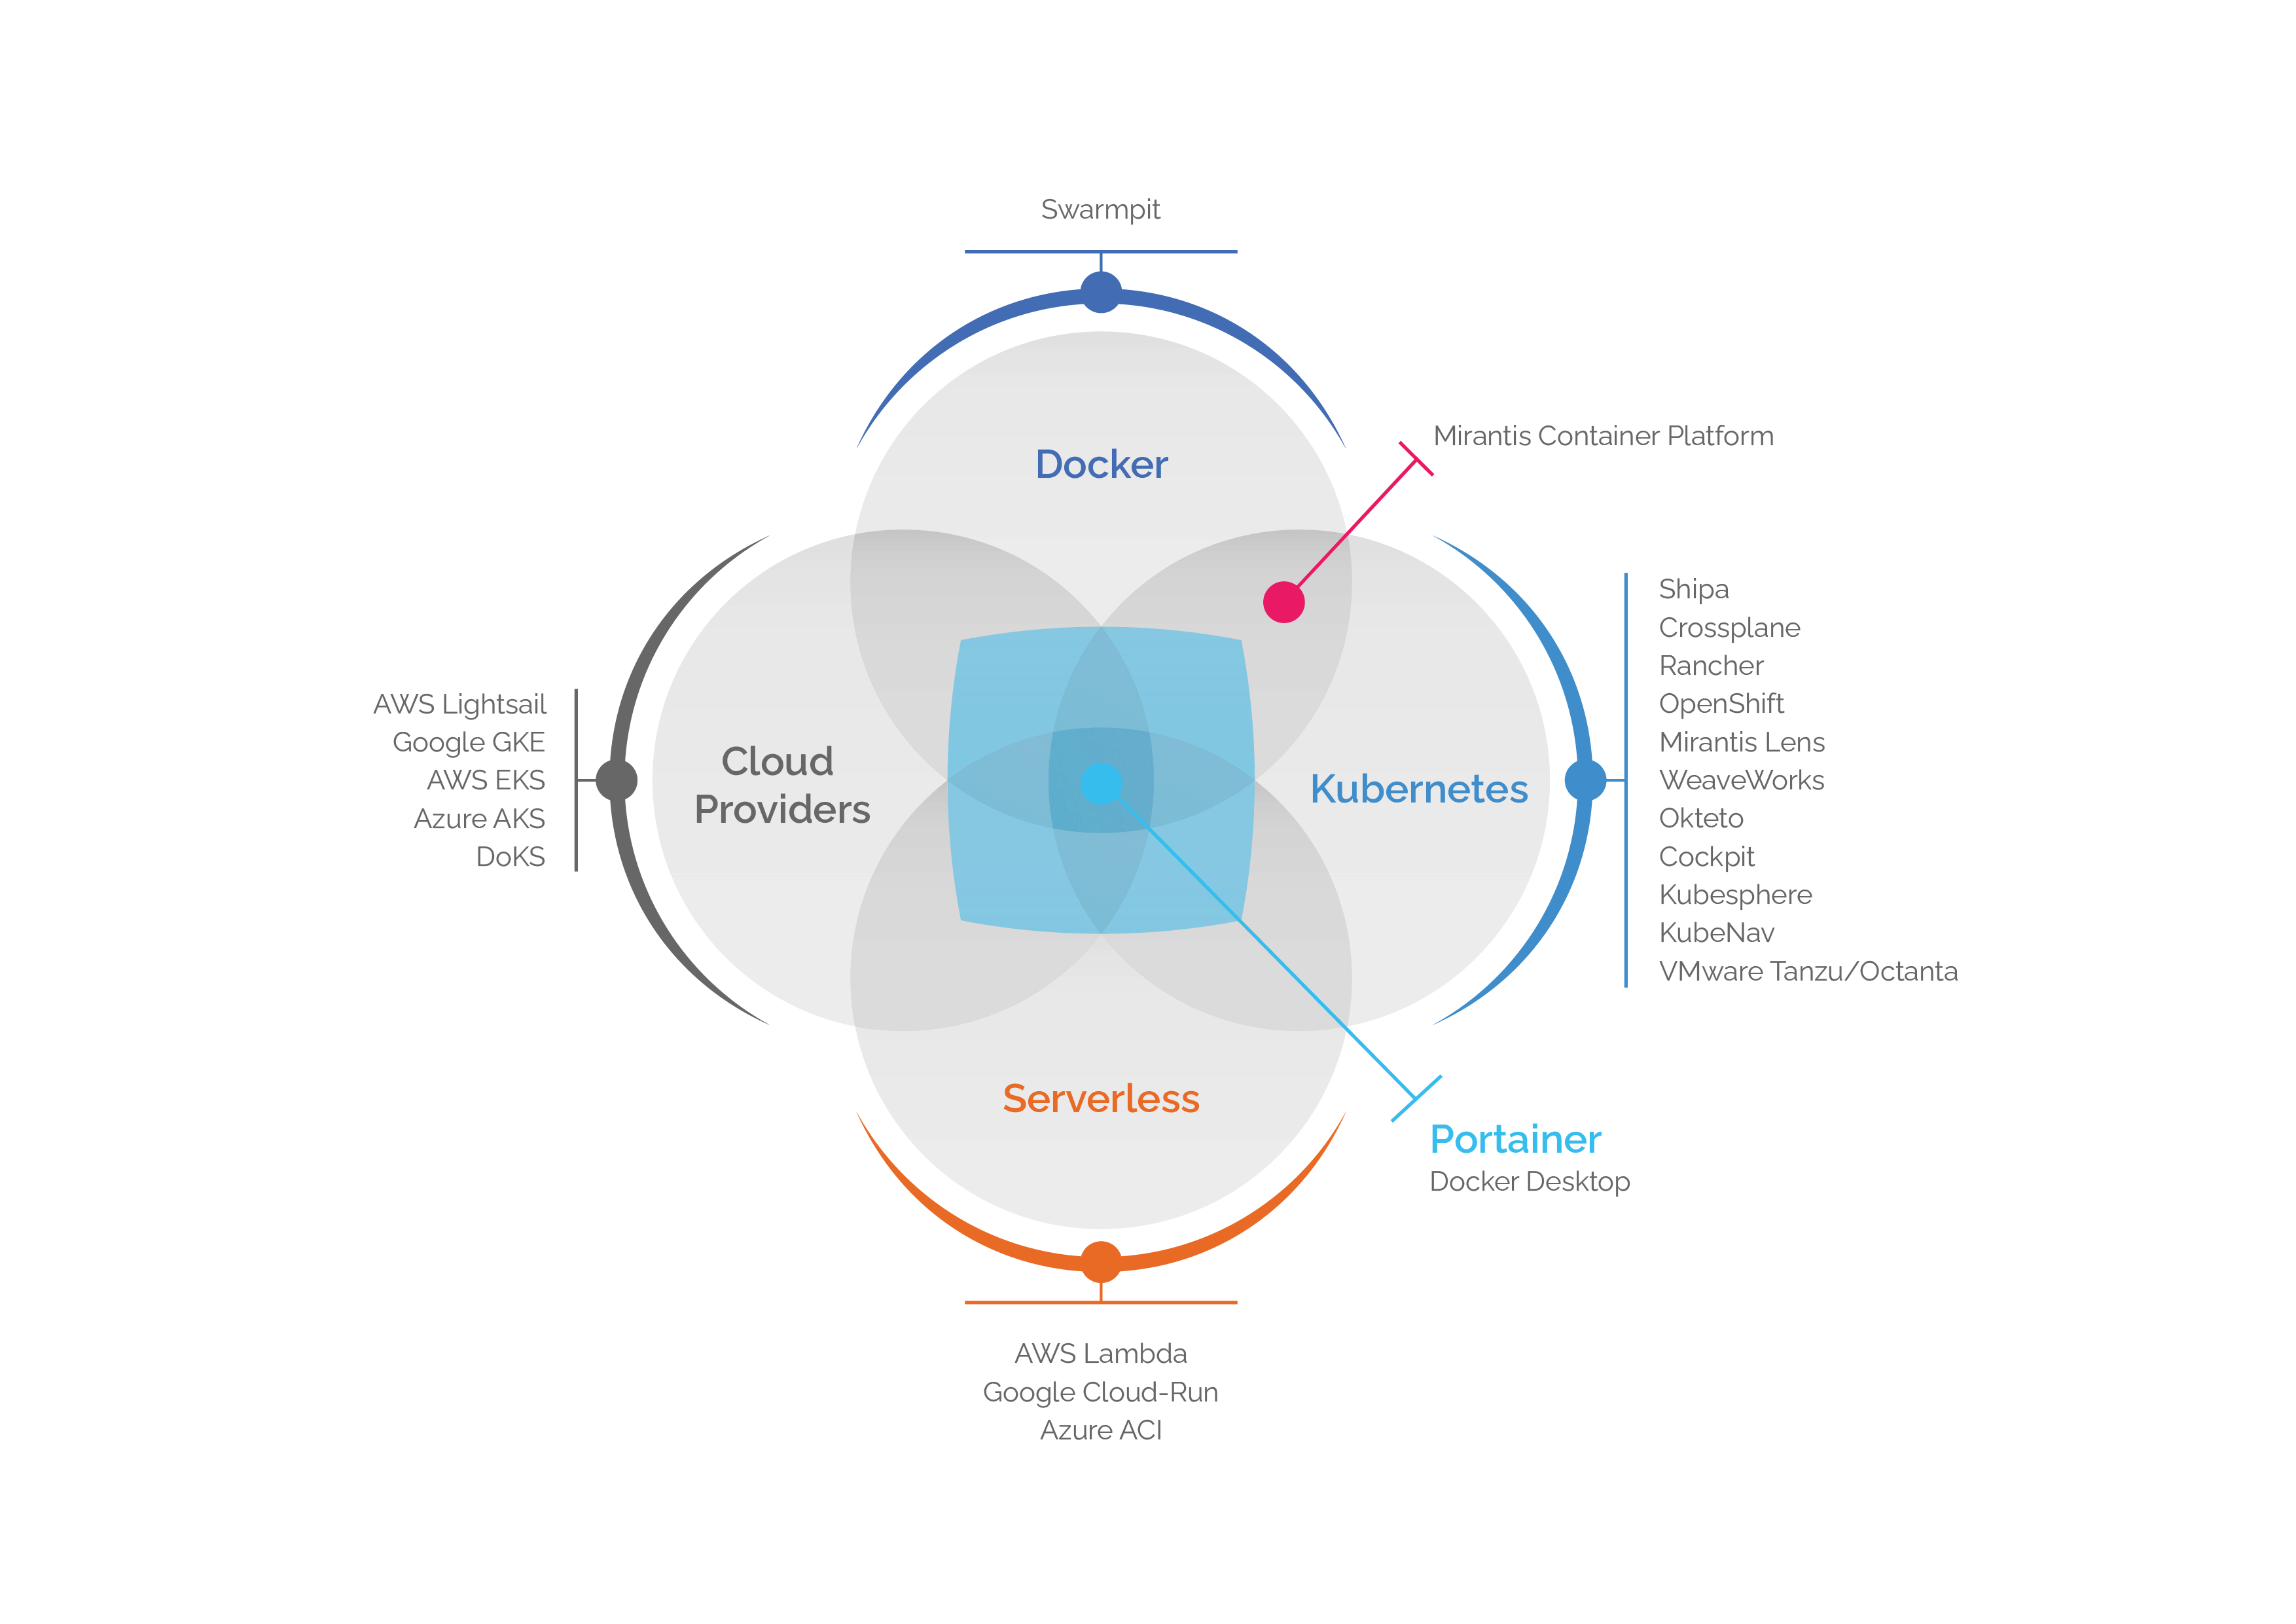 Swarmpit
Docker
Mirantis Container Platform
AWS Lightsail
Google GKE
AWS EKS
Azure AKS
DoKS
Cloud
Providers
Kubernetes
Shipa
Crossplane
Rancher
OpenShift
Mirantis Lens
WeaveWorks
Okteto
Cockpit
Kubesphere
KubeNav
VMware Tanzu/Octanta
Serverless
Portainer
Docker Desktop
AWS Lambda
Google Cloud-Run
Azure ACI